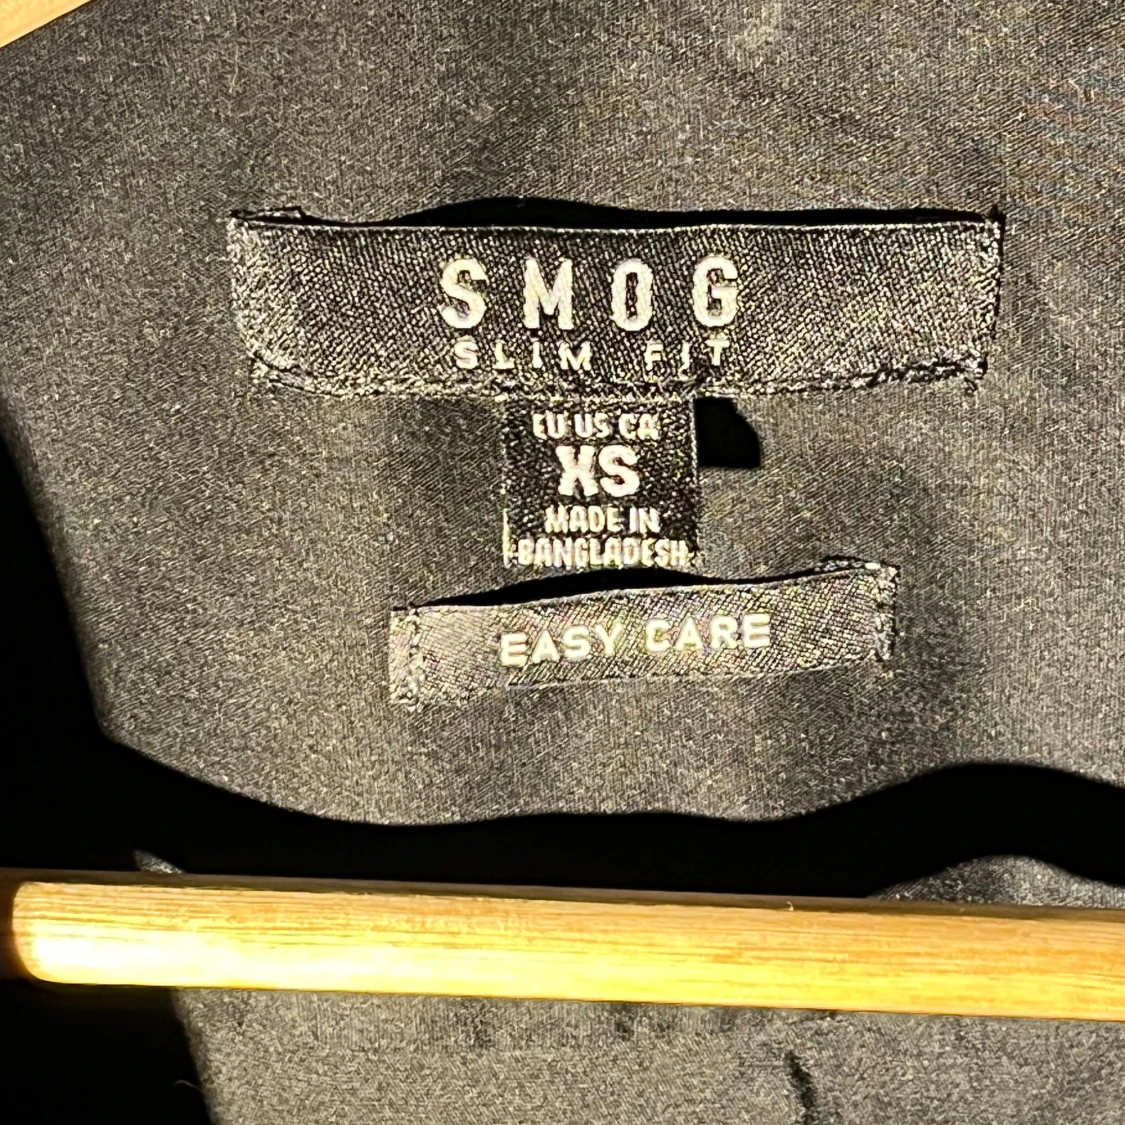 SMOG
SLIM FIT
EU US CA
XS
MADE IN
BANGLADESH
EASY CARE